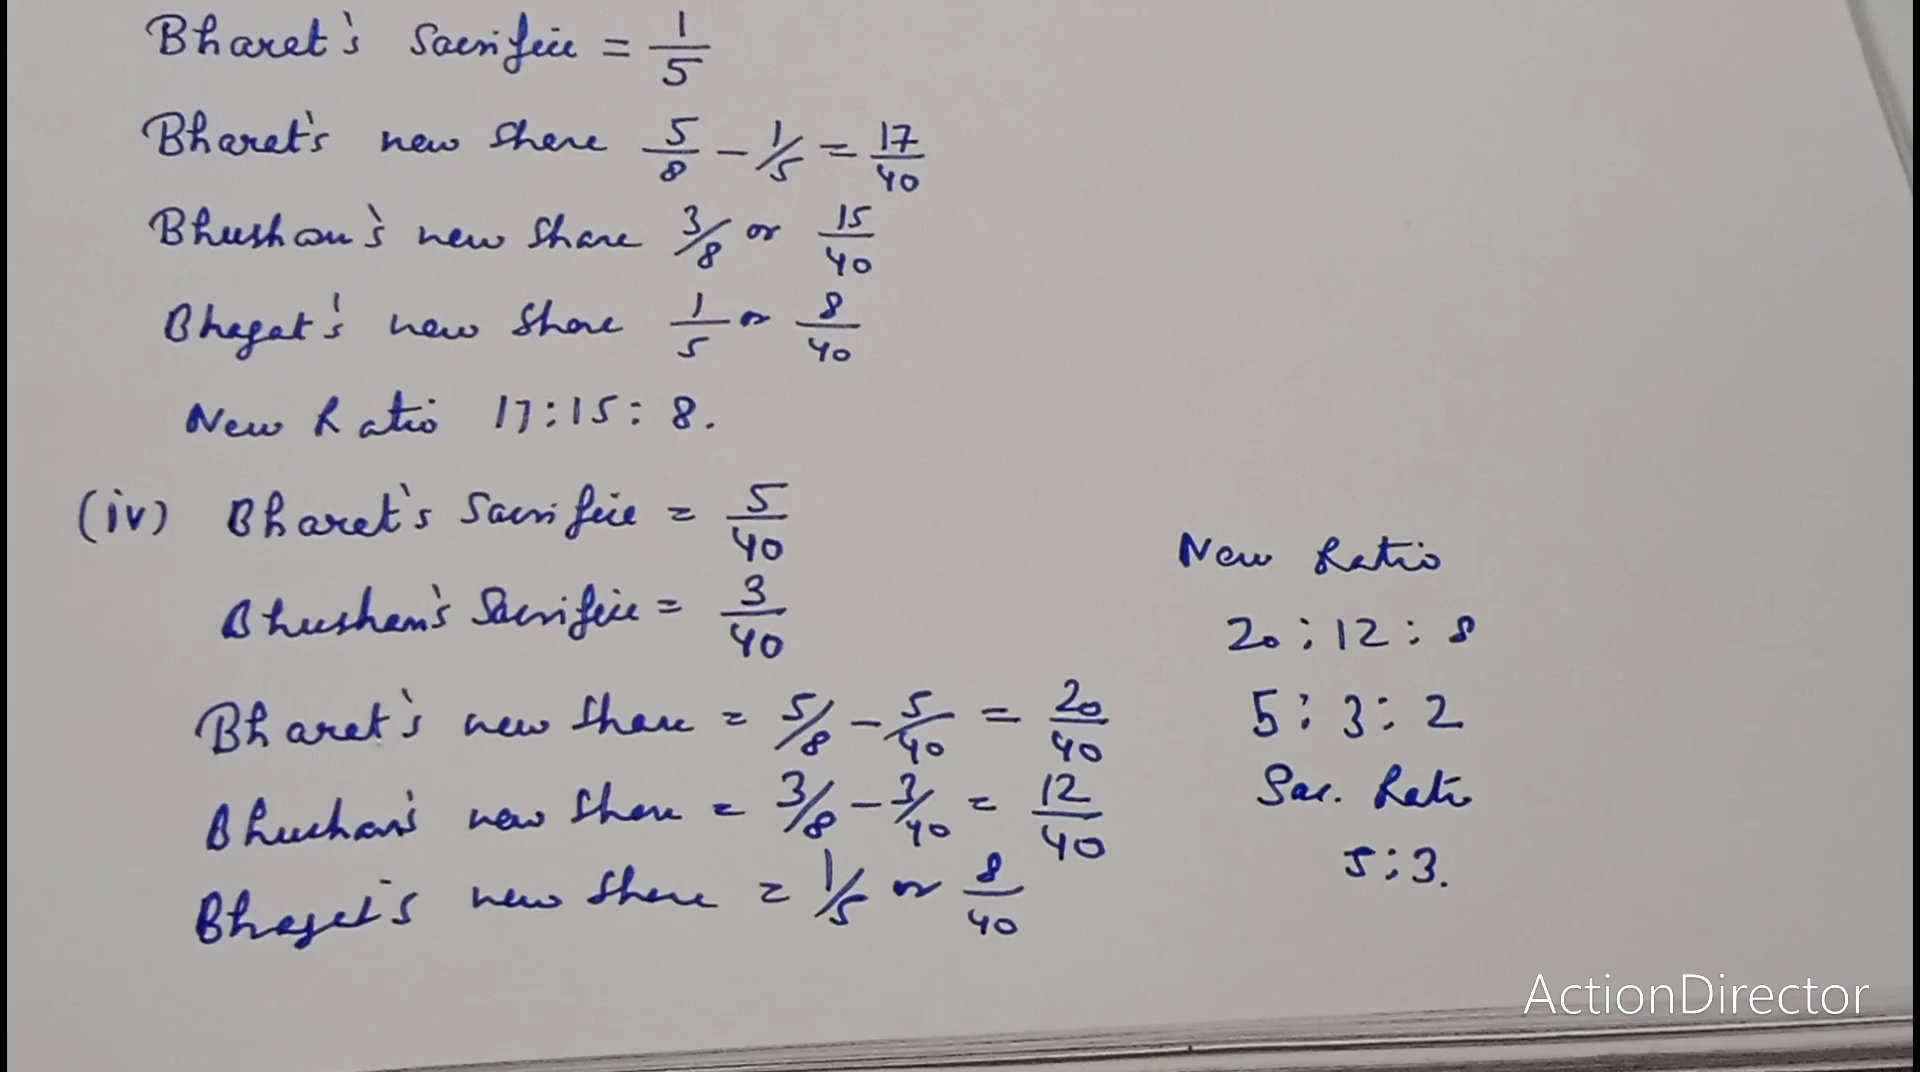 Bharat's Sacrifice = 1/5
Bharat's new share 5/8 - 1/5 = 17/40
Bhushan's new share 3/8 or 15/40
Bhagat's new share 1/5 or 8/40
New Ratio 17:15:8.
(iv) Bharat's Sacrifice = 5/40
Bhushan's Sacrifice = 3/40
Bharat's new share = 5/8 - 5/40 = 20/40
Bhushan's new share = 3/8 - 3/40 = 12/40
Bhagat's new share = 1/5 or 8/40
New Ratio
20:12:8
5:3:2
Sac. Ratio
5:3.
ActionDirector